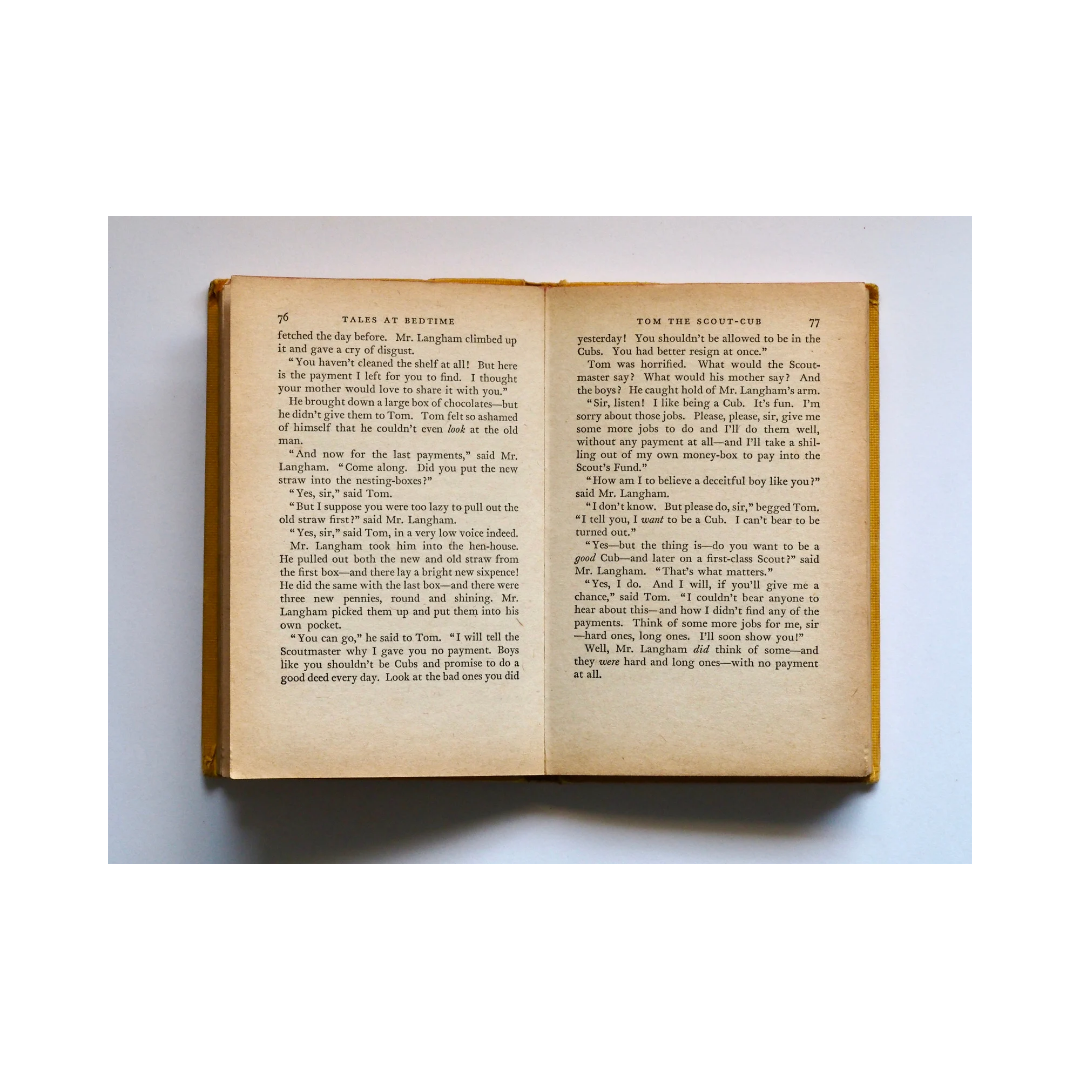 76 TALES AT BEDTIME
fetched the day before. Mr. Langham climbed up
it and gave a cry of disgust.
“You haven’t cleaned the shelf at all! But here
is the payment I left for you to find. I thought
your mother would love to share it with you.”
He brought down a large box of chocolates—but
he didn’t give them to Tom. Tom felt so ashamed
of himself that he couldn’t even look at the old
man.
“And now for the last payments,” said Mr.
Langham. “Come along. Did you put the new
straw into the nesting-boxes?”
“Yes, sir,” said Tom.
“But I suppose you were too lazy to pull out the
old straw first?” said Mr. Langham.
“Yes, sir,” said Tom, in a very low voice indeed.
Mr. Langham took him into the hen-house.
He pulled out both the new and old straw from
the first box—and there lay a bright new sixpence!
He did the same with the last box—and there were
three new pennies, round and shining. Mr.
Langham picked them up and put them into his
own pocket.
“You can go,” he said to Tom. “I will tell the
Scoutmaster why I gave you no payment. Boys
like you shouldn’t be Cubs and promise to do a
good deed every day. Look at the bad ones you did
TOM THE SCOUT-CUB 77
yesterday! You shouldn’t be allowed to be in the
Cubs. You had better resign at once.”
Tom was horrified. What would the Scout-
master say? What would his mother say? And
the boys? He caught hold of Mr. Langham’s arm.
“Sir, listen! I like being a Cub. It’s fun. I’m
sorry about those jobs. Please, please, sir, give me
some more jobs to do and I’ll do them well,
without any payment at all—and I’ll take a shil-
ling out of my own money-box to pay into the
Scout’s Fund.”
“How am I to believe a deceitful boy like you?”
said Mr. Langham.
“I don’t know. But please do, sir,” begged Tom.
“I tell you, I want to be a Cub. I can’t bear to be
turned out.”
“Yes—but the thing is—do you want to be a
good Cub—and later on a first-class Scout?” said
Mr. Langham. “That’s what matters.”
“Yes, I do. And I will, if you’ll give me a
chance,” said Tom. “I couldn’t bear anyone to
hear about this—and how I didn’t find any of the
payments. Think of some more jobs for me, sir
—hard ones, long ones. I’ll soon show you!”
Well, Mr. Langham did think of some—and
they were hard and long ones—with no payment
at all.